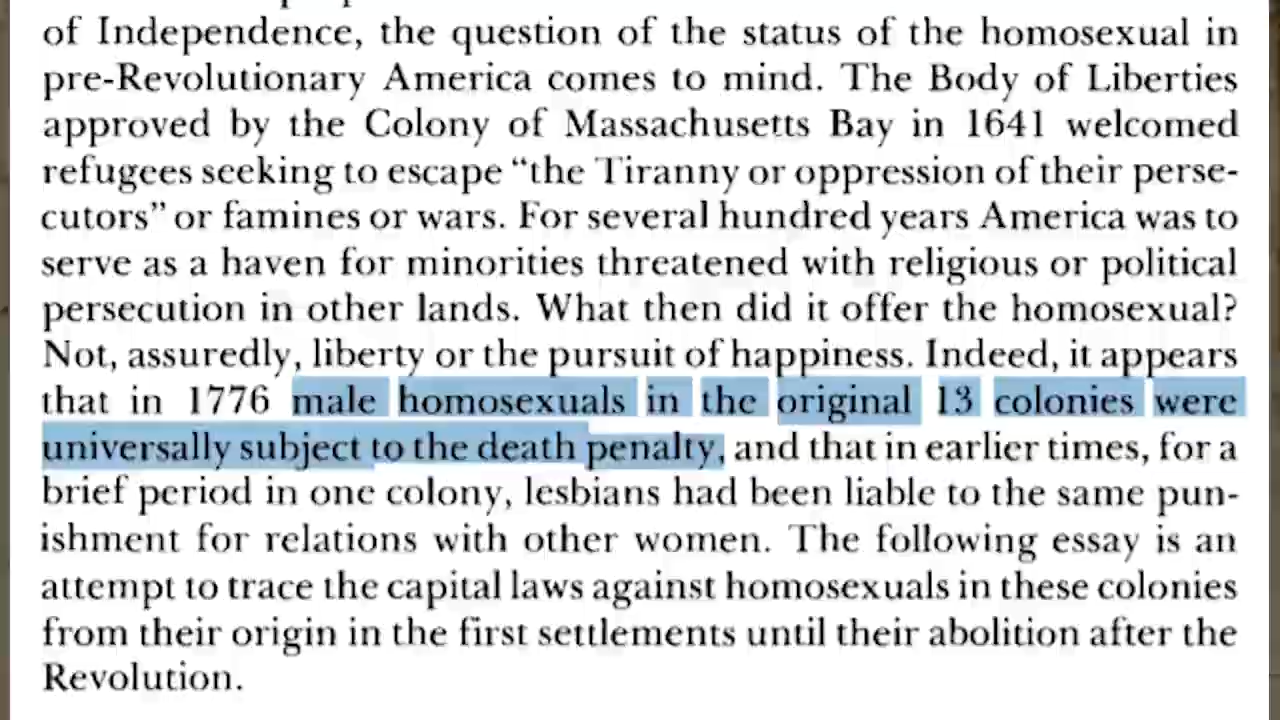 of Independence, the question of the status of the homosexual in
pre-Revolutionary America comes to mind. The Body of Liberties
approved by the Colony of Massachusetts Bay in 1641 welcomed
refugees seeking to escape “the Tiranny or oppression of their perse-
cutors” or famines or wars. For several hundred years America was to
serve as a haven for minorities threatened with religious or political
persecution in other lands. What then did it offer the homosexual?
Not, assuredly, liberty or the pursuit of happiness. Indeed, it appears
that in 1776 male homosexuals in the original 13 colonies were
universally subject to the death penalty, and that in earlier times, for a
brief period in one colony, lesbians had been liable to the same pun-
ishment for relations with other women. The following essay is an
attempt to trace the capital laws against homosexuals in these colonies
from their origin in the first settlements until their abolition after the
Revolution.